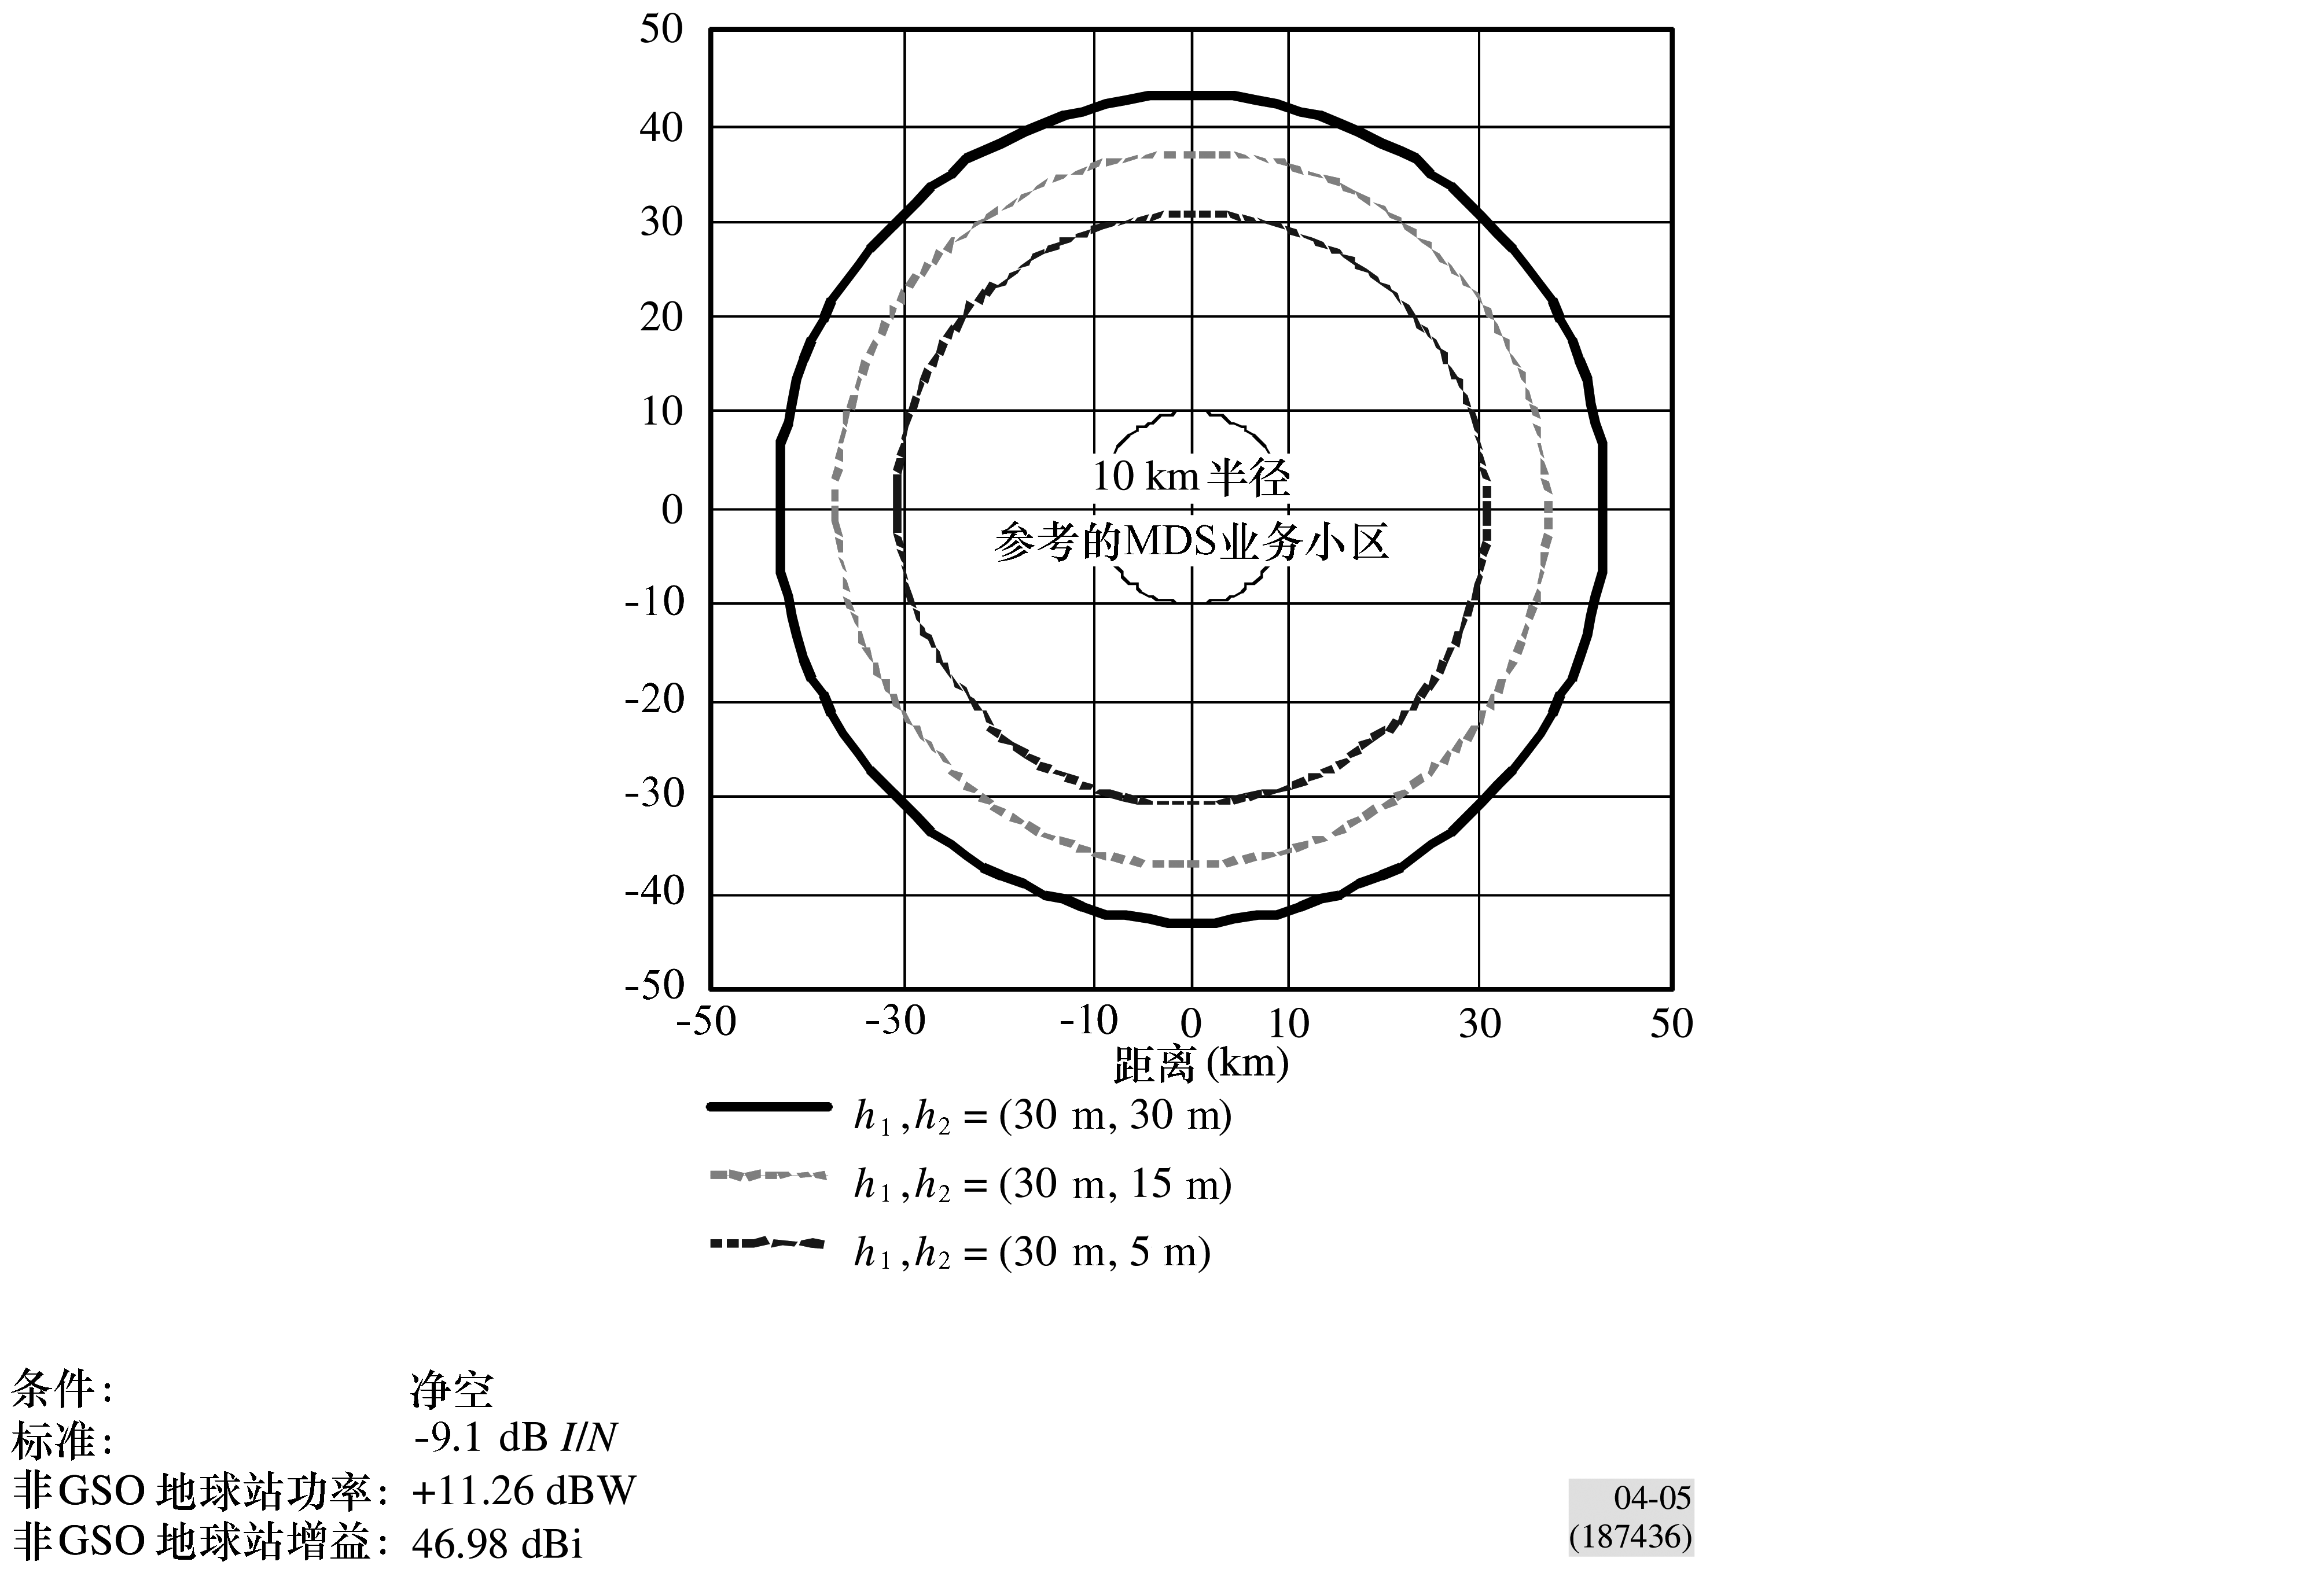 50
40
30
20
10
0
-10
-20
-30
-40
-50
10 km 半径
参考的MDS业务小区
-50 -30 -10 0 10 30 50
距离 (km)
h1 ,h2 = (30 m, 30 m)
h1 ,h2 = (30 m, 15 m)
h1 ,h2 = (30 m, 5 m)
条件: 净空
标准: -9.1 dB I/N
非GSO 地球站功率: +11.26 dBW
非GSO 地球站增益: 46.98 dBi
04-05
(187436)